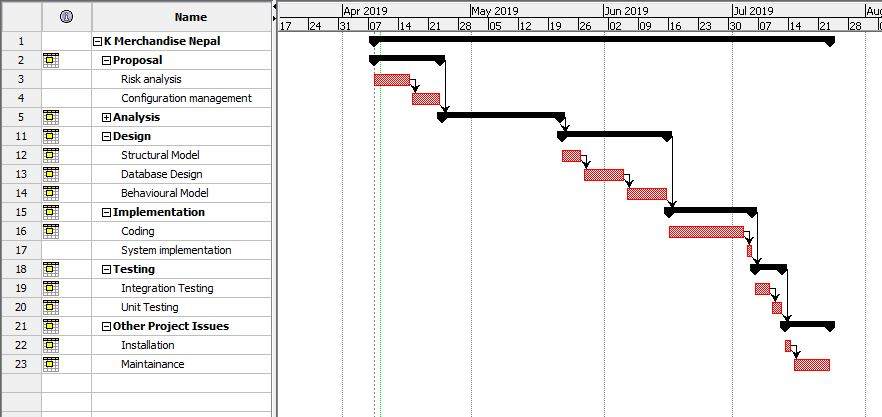 Name
Apr 2019 May 2019 Jun 2019 Jul 2019 Aug
17 24 31 07 14 21 28 05 12 19 26 02 09 16 23 30 07 14 21 28
1 K Merchandise Nepal
2 Proposal
3 Risk analysis
4 Configuration management
5 Analysis
11 Design
12 Structural Model
13 Database Design
14 Behavioural Model
15 Implementation
16 Coding
17 System implementation
18 Testing
19 Integration Testing
20 Unit Testing
21 Other Project Issues
22 Installation
23 Maintainance